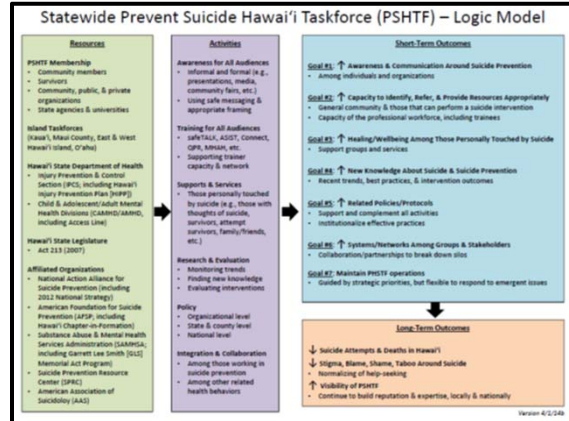 Statewide Prevent Suicide Hawai‘i Taskforce (PSHTF) – Logic Model
Resources
PSHTF Membership
• Community members
• Survivors
• Community, public, & private
organizations
• State agencies & universities
Island Taskforces
(Kaua‘i, Maui County, East & West
Hawai‘i Island, O‘ahu)
Hawai‘i State Department of Health
• Injury Prevention &
Control Section (IPCS; including Hawai‘i
Injury Prevention Plan [HIPP])
• Child & Adolescent/Adult Mental
Health Divisions (CAMHD/AMHD,
including Access Line)
Hawai‘i State Legislature
• Act 213 (2007)
Affiliated Organizations
• National Action Alliance for
Suicide Prevention (including
2012 National Strategy)
• American Foundation for Suicide
Prevention (AFSP; including
Hawai‘i Chapter-in-Formation)
• Substance Abuse & Mental Health
Services Administration (SAMHSA;
including Garrett Lee Smith [GLS]
Memorial Act Program)
• Suicide Prevention Resource
Center (SPRC)
• American Association of
Suicidoloy (AAS)
Activities
Awareness for All Audiences
• Informal and formal (e.g.,
presentations, media,
community fairs, etc.)
• Using safe messaging &
appropriate framing
Training for All Audiences
• safeTALK, ASIST, Connect,
QPR, MHAH, etc.
• Supporting trainer
capacity & network
Supports & Services
• Those personally touched
by suicide (e.g., those with
thoughts of suicide,
survivors, attempt
survivors, family/friends,
etc.)
Research & Evaluation
• Monitoring trends
• Finding new knowledge
• Evaluating interventions
Policy
• Organizational level
• State & county level
• National level
Integration & Collaboration
• Among those working in
suicide prevention
• Among other related
health behaviors
Short-Term Outcomes
Goal #1: ↑ Awareness & Communication Around Suicide Prevention
• Among individuals and organizations
Goal #2: ↑ Capacity to Identify, Refer, & Provide Resources Appropriately
• General community & those that can perform a suicide intervention
• Capacity of the professional workforce, including trainees
Goal #3: ↑ Healing/Wellbeing Among Those Personally Touched by Suicide
• Support groups and services
Goal #4: ↑ New Knowledge About Suicide & Suicide Prevention
• Recent trends, best practices, & intervention outcomes
Goal #5: ↑ Related Policies/Protocols
• Support and complement all activities
• Institutionalize effective practices
Goal #6: ↑ Systems/Networks Among Groups & Stakeholders
• Collaboration/partnerships to break down silos
Goal #7: Maintain PHSTF operations
• Guided by strategic priorities, but flexible to respond to emergent issues
Long-Term Outcomes
↓ Suicide Attempts & Deaths in Hawai‘i
↓ Stigma, Blame, Shame, Taboo Around Suicide
• Normalizing of help-seeking
↑ Visibility of PSHTF
• Continue to build reputation & expertise, locally & nationally
Version 4/1/14b